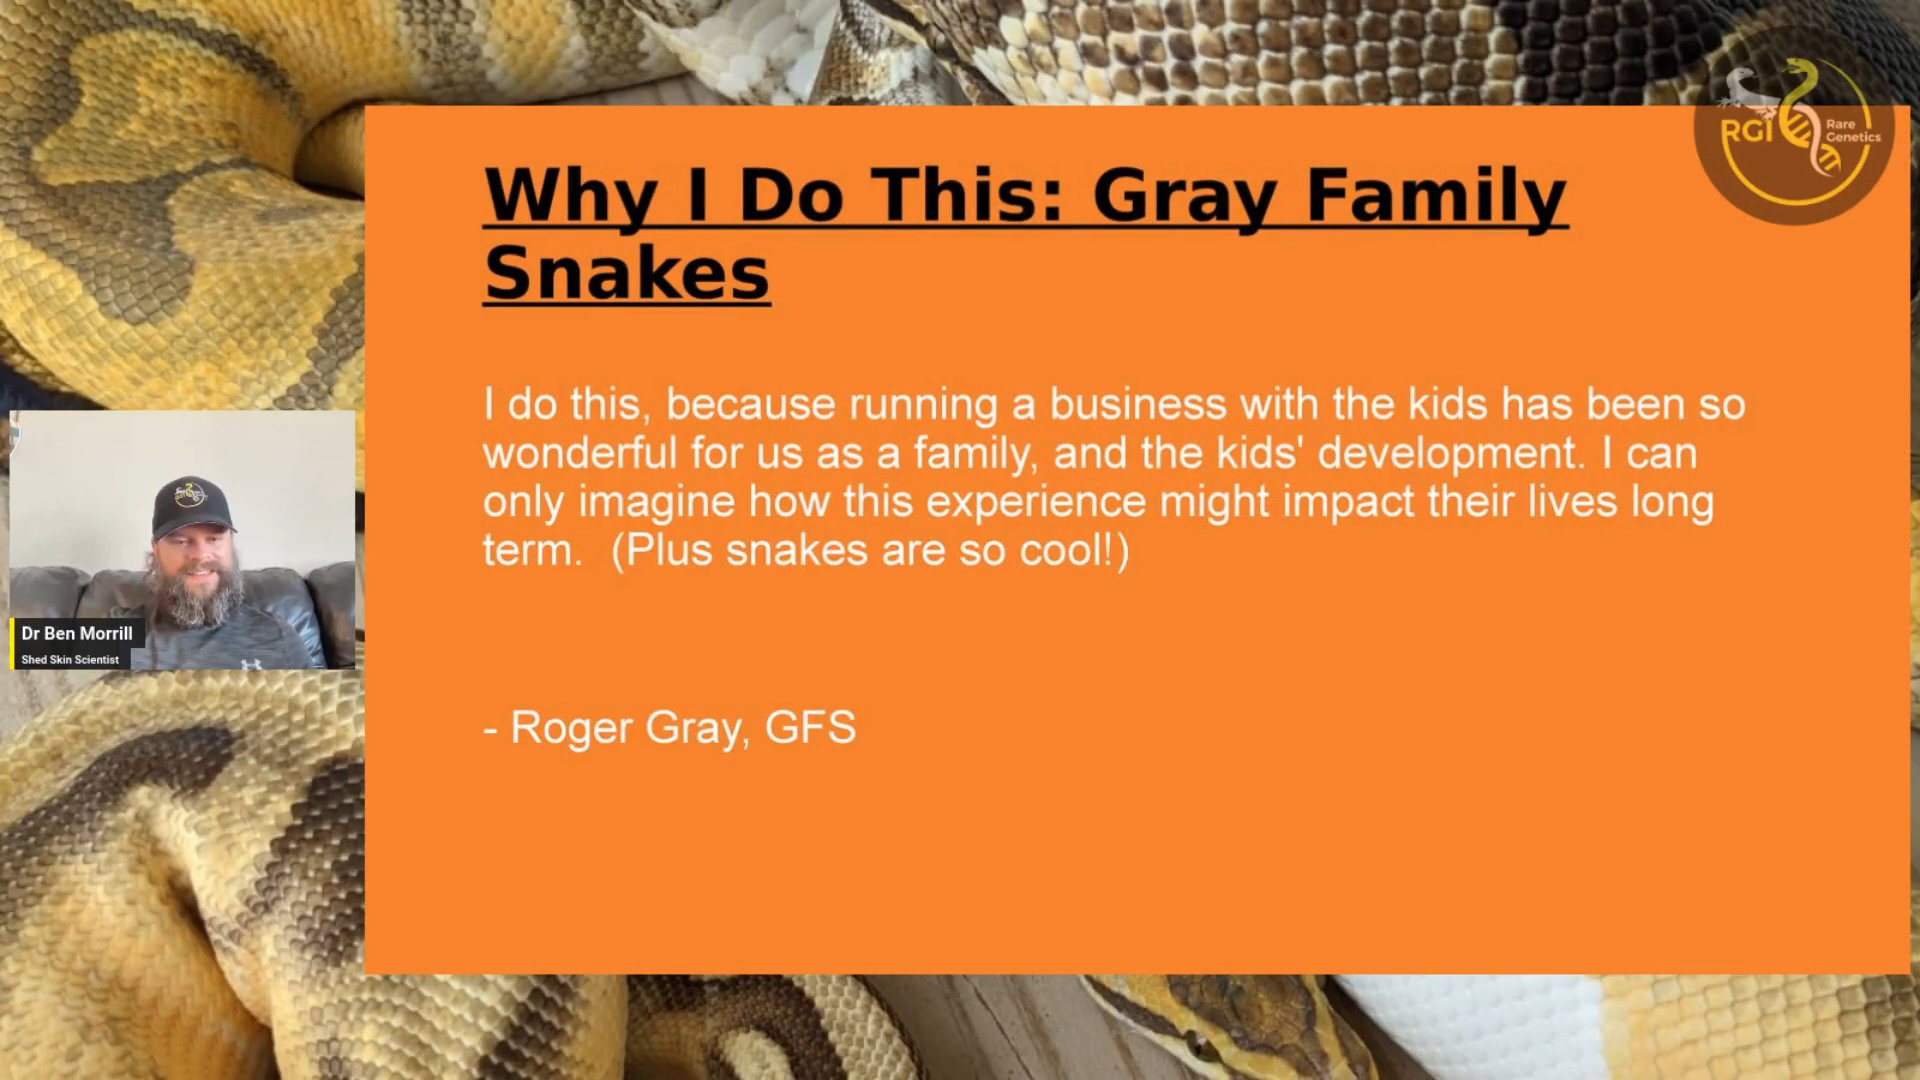 RGI Rare
Genetics
Why I Do This: Gray Family
Snakes
I do this, because running a business with the kids has been so
wonderful for us as a family, and the kids' development. I can
only imagine how this experience might impact their lives long
term.  (Plus snakes are so cool!)
- Roger Gray, GFS
Dr Ben Morrill
Shed Skin Scientist